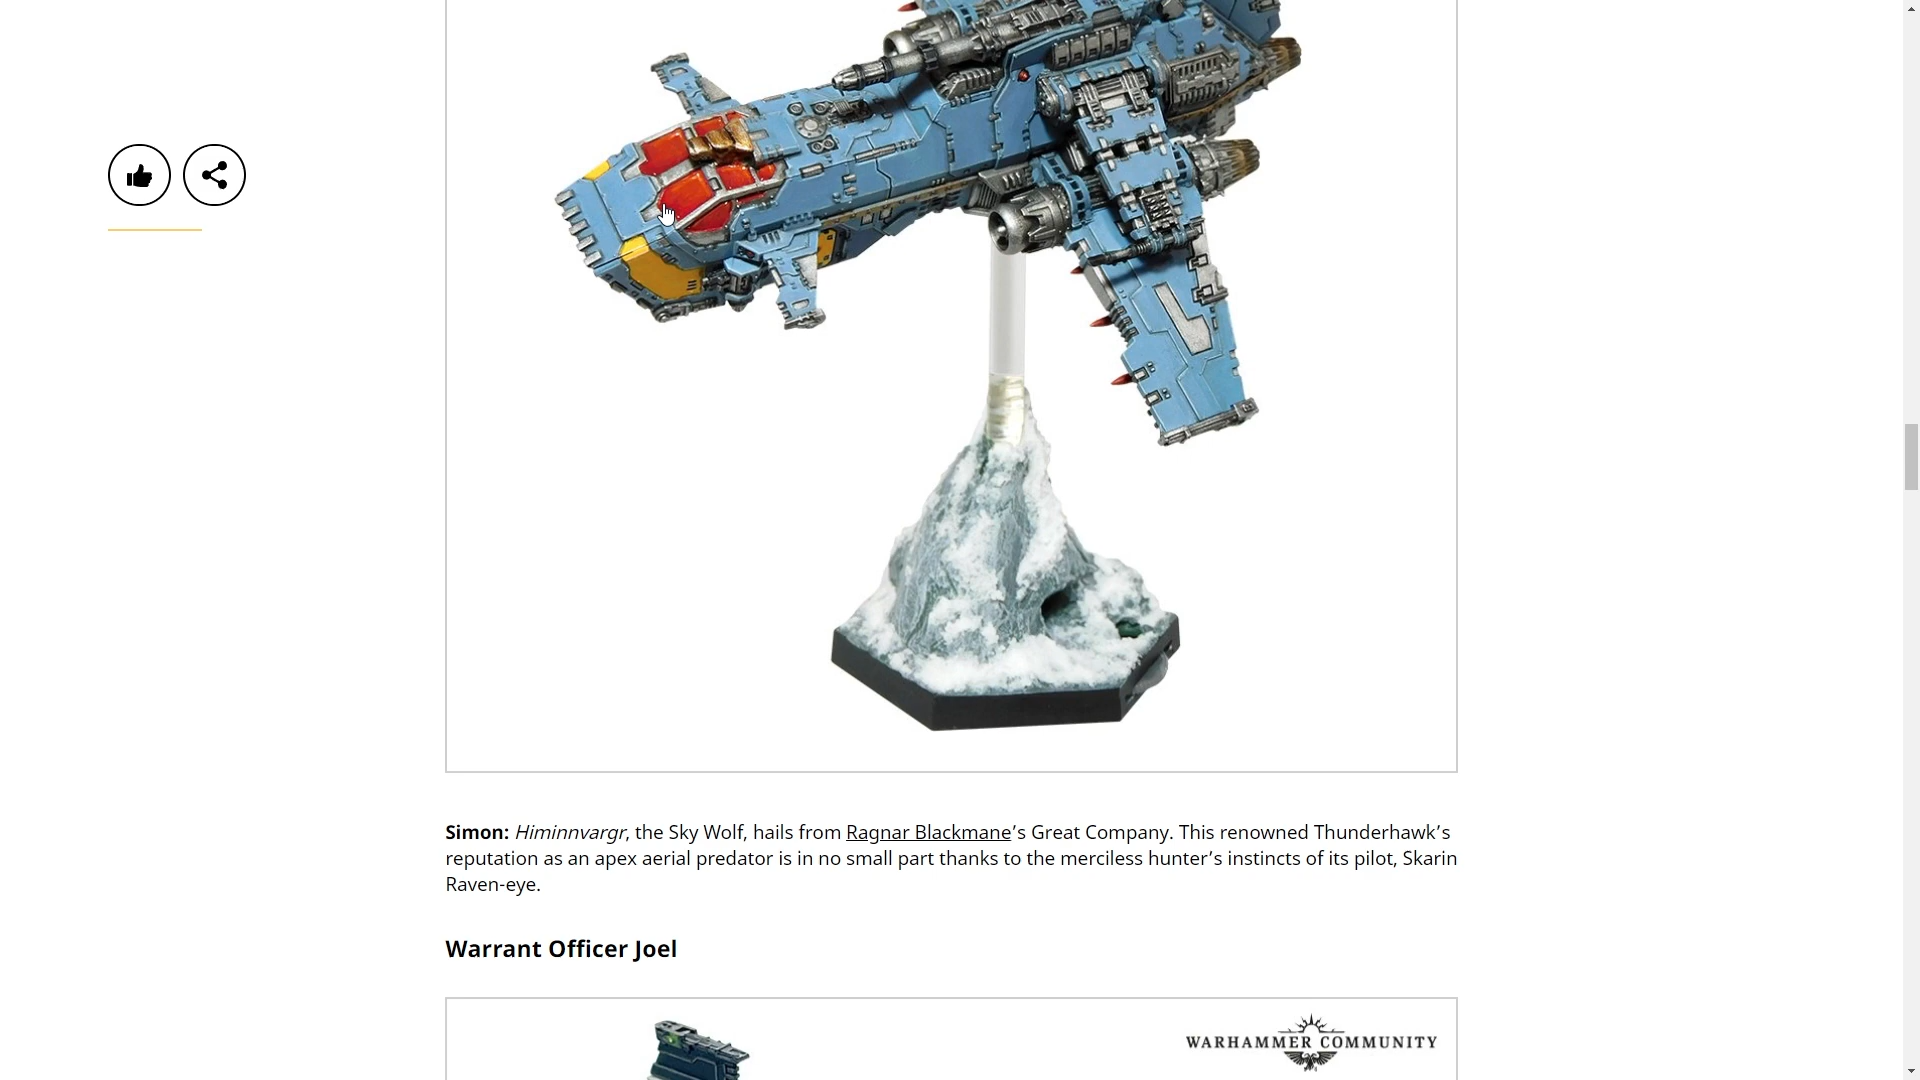 Simon: Himinnvargr, the Sky Wolf, hails from Ragnar Blackmane’s Great Company. This renowned Thunderhawk’s
reputation as an apex aerial predator is in no small part thanks to the merciless hunter’s instincts of its pilot, Skarin
Raven-eye.
Warrant Officer Joel
WARHAMMER COMMUNITY